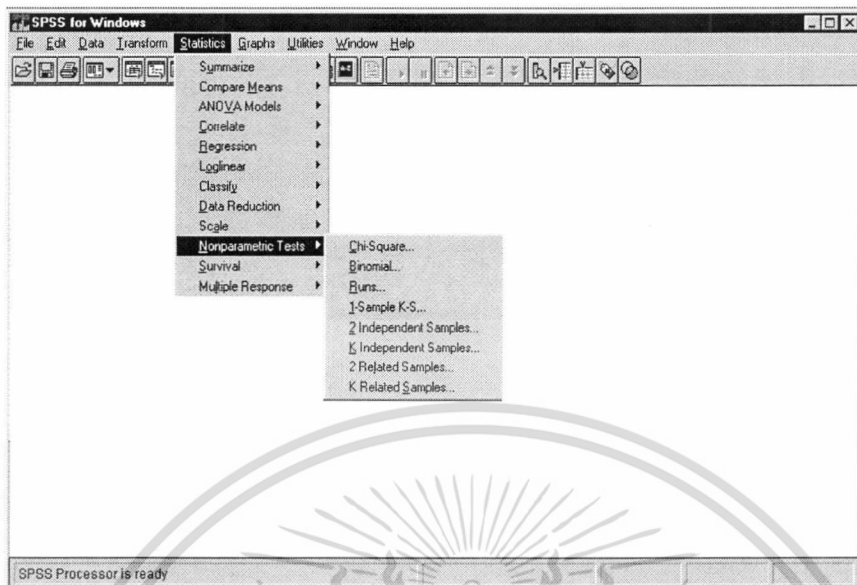 SPSS for Windows
File Edit Data Transform Statistics Graphs Utilities Window Help
Summarize
Compare Means
ANOVA Models
Correlate
Regression
Loglinear
Classify
Data Reduction
Scale
Nonparametric Tests
Survival
Multiple Response
Chi-Square...
Binomial...
Runs...
1-Sample K-S...
2 Independent Samples...
K Independent Samples...
2 Related Samples...
K Related Samples...
SPSS Processor is ready